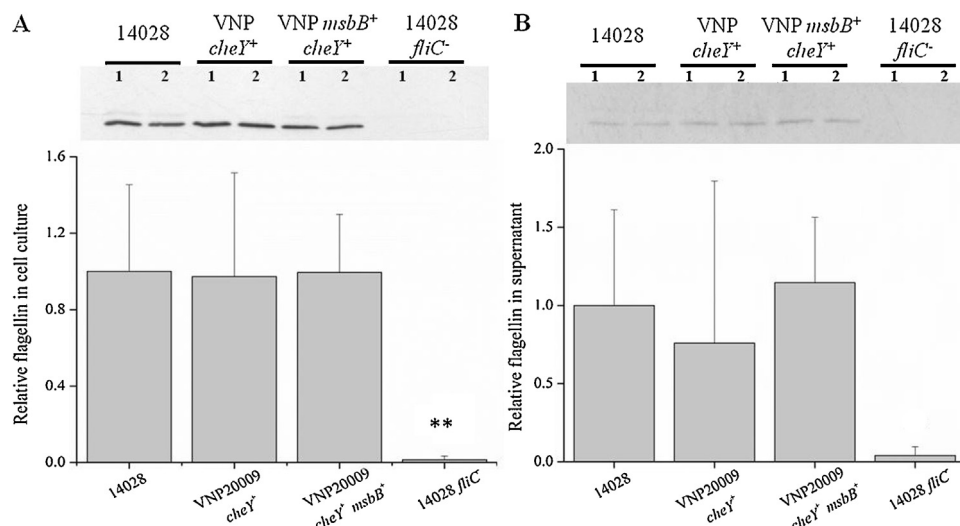 A
14028
VNP
cheY+
VNP msbB+
cheY+
14028
fliC-
1 2 1 2 1 2 1 2
1.6
1.2
0.8
0.4
0.0
Relative flagellin in cell culture
**
14028
VNP20009
cheY+
VNP20009
cheY+ msbB+
14028 fliC-
B
14028
VNP
cheY+
VNP msbB+
cheY+
14028
fliC-
1 2 1 2 1 2 1 2
2.0
1.5
1.0
0.5
0.0
Relative flagellin in supernatant
14028
VNP20009
cheY+
VNP20009
cheY+ msbB+
14028 fliC-